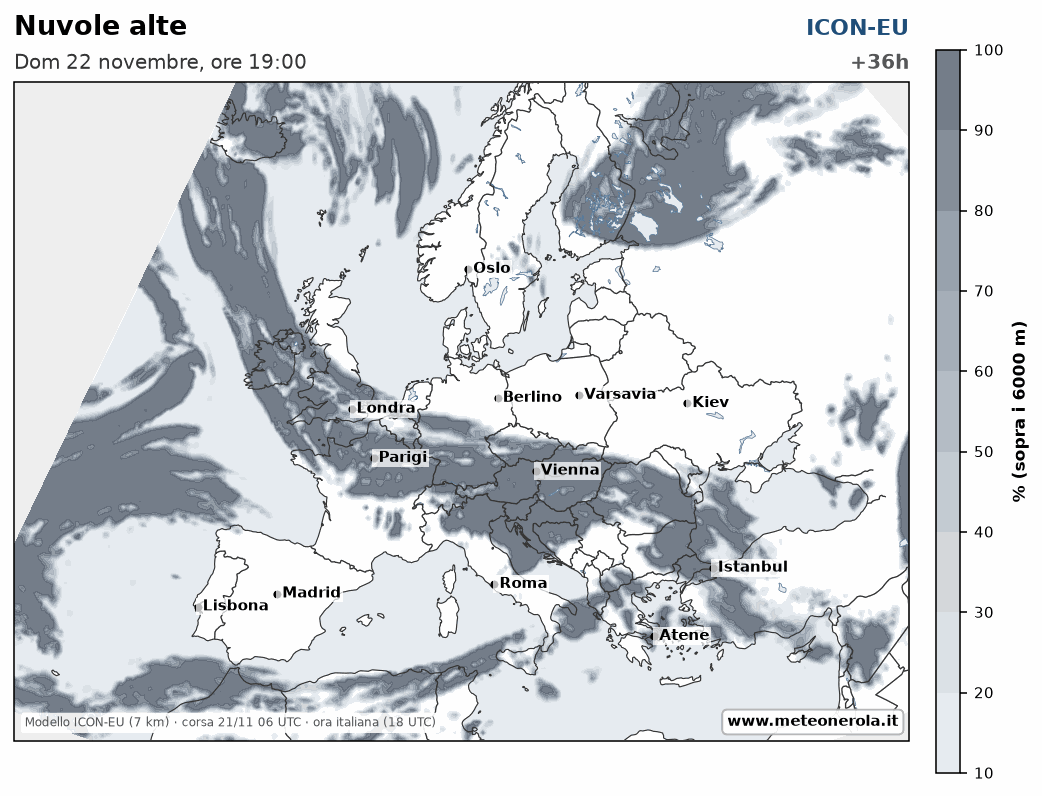 Nuvole alte
ICON-EU
Dom 22 novembre, ore 19:00
+36h
100
90
80
70
60
50
40
30
20
10
% (sopra i 6000 m)
Oslo
Berlino
Varsavia
Kiev
Londra
Parigi
Vienna
Istanbul
Roma
Madrid
Lisbona
Atene
Modello ICON-EU (7 km) · corsa 21/11 06 UTC · ora italiana (18 UTC)
www.meteonerola.it